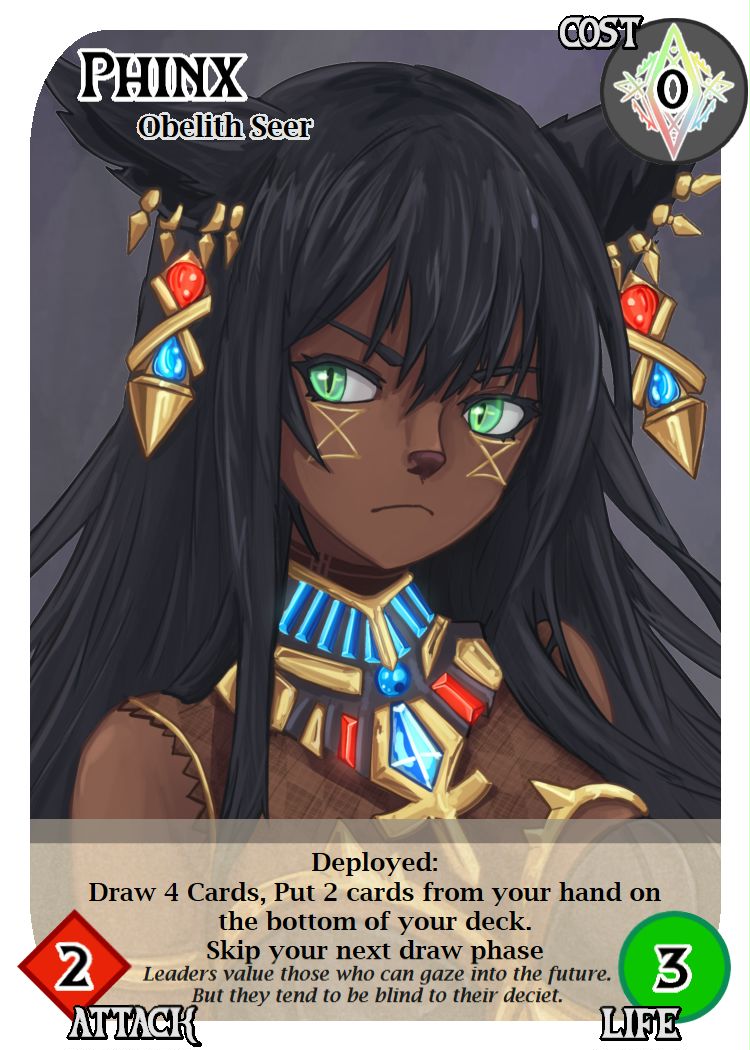 COST
PHINX
0
Obelith Seer
Deployed:
Draw 4 Cards, Put 2 cards from your hand on
the bottom of your deck.
Skip your next draw phase
Leaders value those who can gaze into the future.
But they tend to be blind to their deciet.
2
3
ATTACK
LIFE